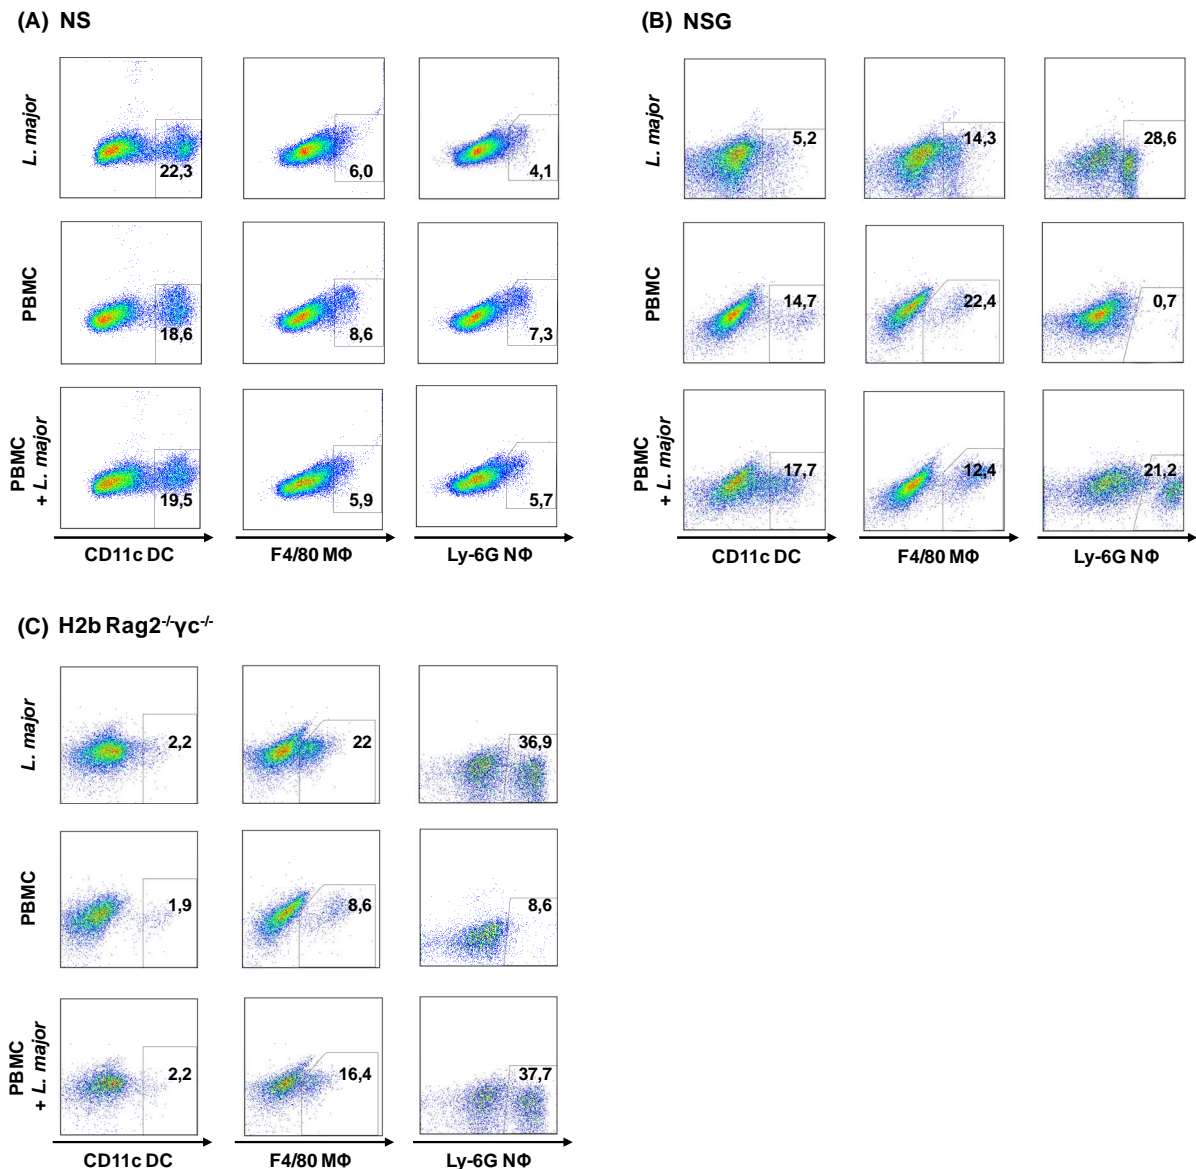 (A) NS
L. major
22,3
6,0
4,1
PBMC
18,6
8,6
7,3
PBMC
+ L. major
19,5
5,9
5,7
CD11c DC
F4/80 MΦ
Ly-6G NΦ
(B) NSG
L. major
5,2
14,3
28,6
PBMC
14,7
22,4
0,7
PBMC
+ L. major
17,7
12,4
21,2
CD11c DC
F4/80 MΦ
Ly-6G NΦ
(C) H2b Rag2-/-γc-/-
L. major
2,2
22
36,9
PBMC
1,9
8,6
8,6
PBMC
+ L. major
2,2
16,4
37,7
CD11c DC
F4/80 MΦ
Ly-6G NΦ